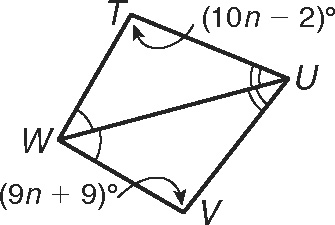 T
(10n − 2)°
U
W
(9n + 9)°
V